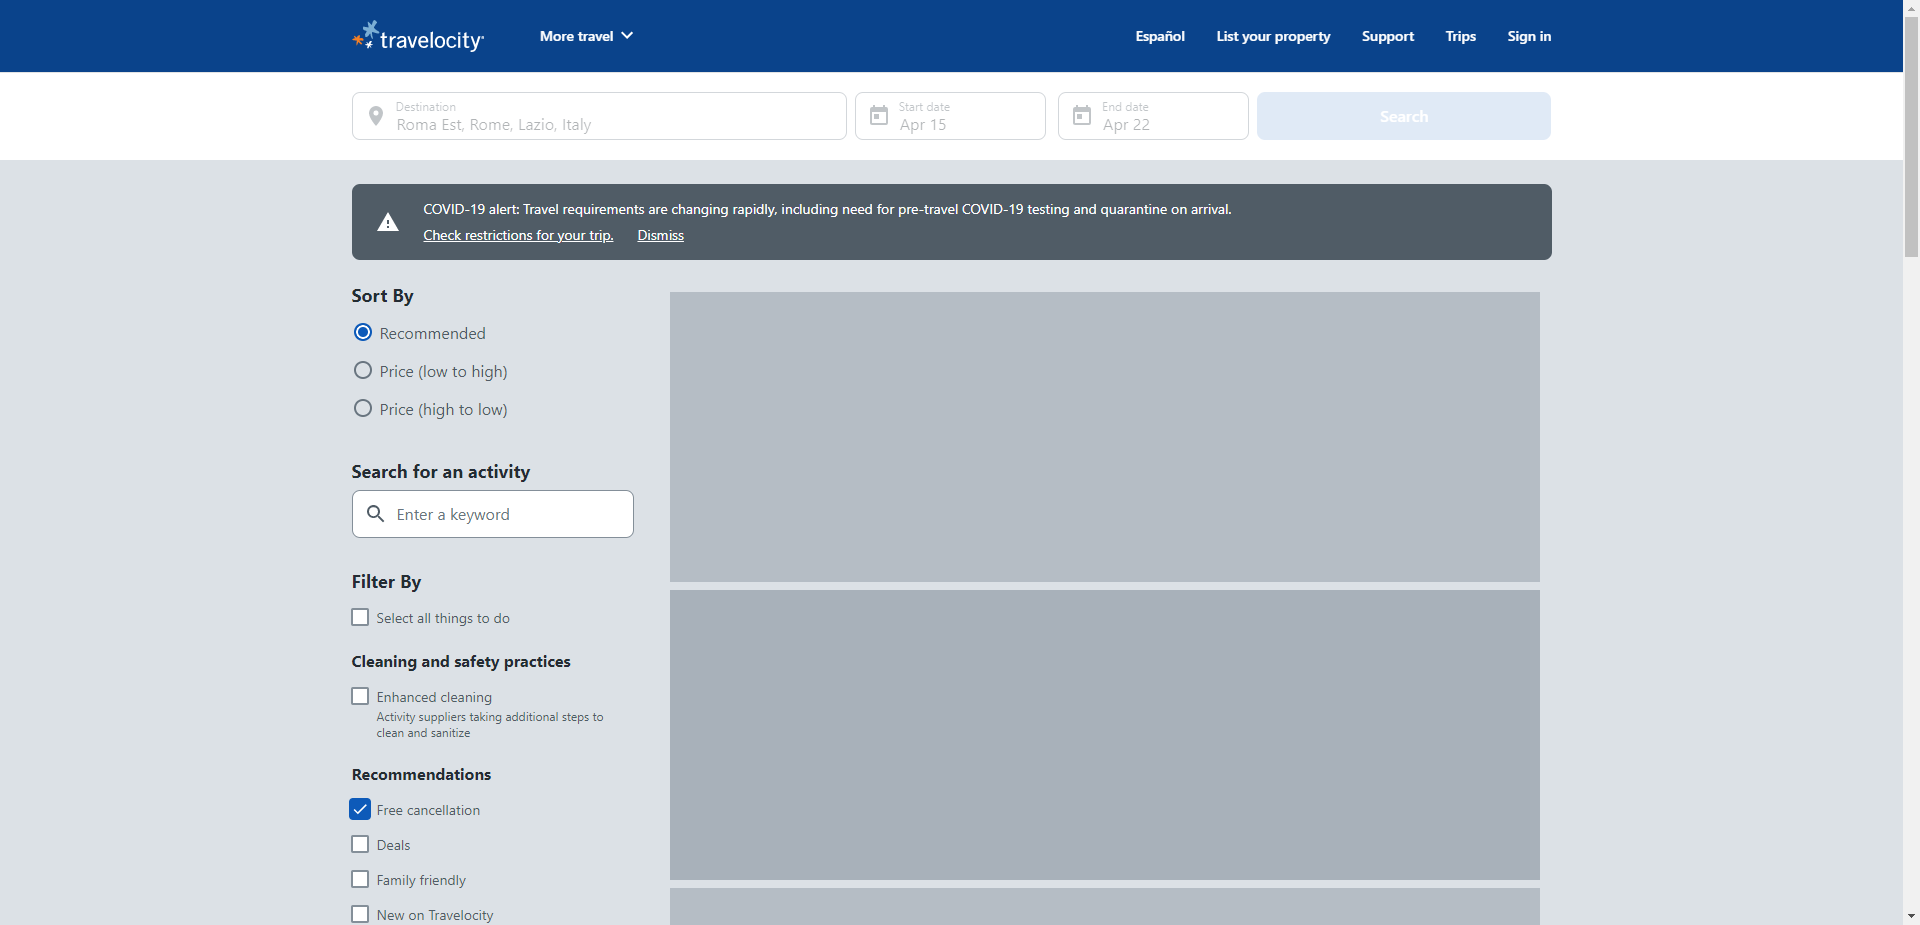 travelocity
More travel
Español
List your property
Support
Trips
Sign in
Destination
Roma Est, Rome, Lazio, Italy
Start date
Apr 15
End date
Apr 22
Search
COVID-19 alert: Travel requirements are changing rapidly, including need for pre-travel COVID-19 testing and quarantine on arrival.
Check restrictions for your trip. Dismiss
Sort By
Recommended
Price (low to high)
Price (high to low)
Search for an activity
Enter a keyword
Filter By
Select all things to do
Cleaning and safety practices
Enhanced cleaning
Activity suppliers taking additional steps to
clean and sanitize
Recommendations
Free cancellation
Deals
Family friendly
New on Travelocity